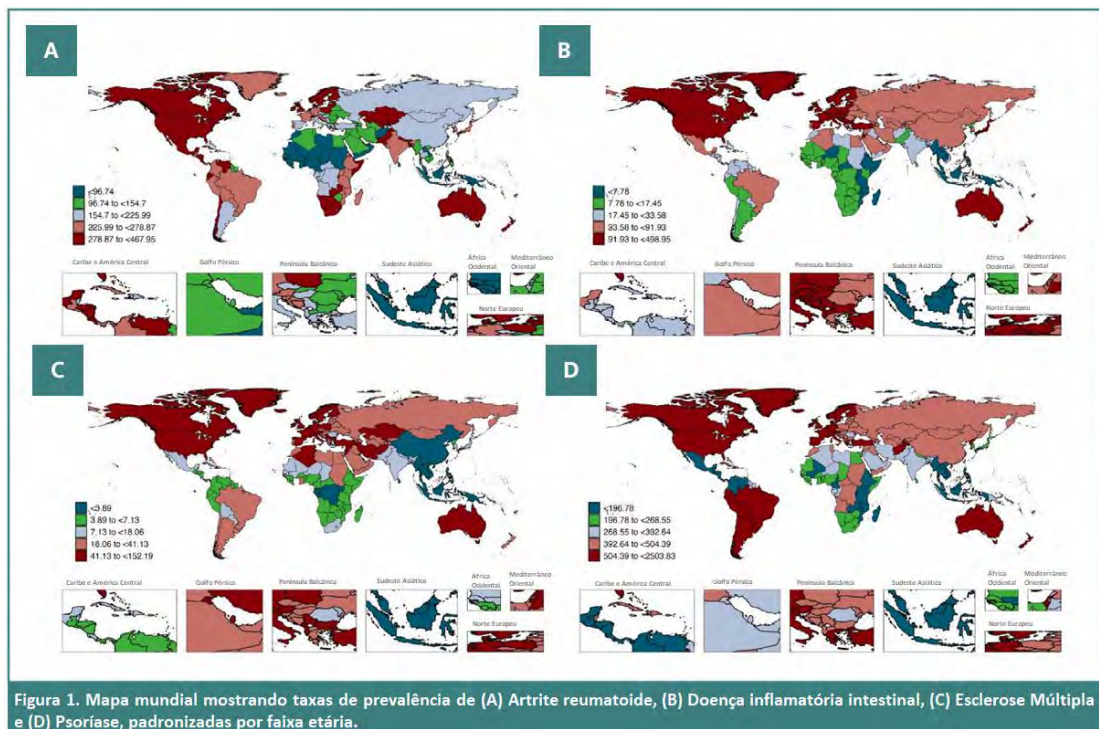 A
<96.74
96.74 to <154.7
154.7 to <225.99
225.99 to <278.87
278.87 to <467.95
Caribe e América Central
Golfo Pérsico
Península Balcânica
Sudeste Asiático
África
Ocidental
Mediterrâneo
Oriental
Norte Europeu
B
<7.78
7.78 to <17.45
17.45 to <33.58
33.58 to <91.93
91.93 to <498.95
Caribe e América Central
Golfo Pérsico
Península Balcânica
Sudeste Asiático
África
Ocidental
Mediterrâneo
Oriental
Norte Europeu
C
<3.89
3.89 to <7.13
7.13 to <18.06
18.06 to <41.13
41.13 to <152.19
Caribe e América Central
Golfo Pérsico
Península Balcânica
Sudeste Asiático
África
Ocidental
Mediterrâneo
Oriental
Norte Europeu
D
<196.78
196.78 to <268.55
268.55 to <392.64
392.64 to <504.39
504.39 to <2503.83
Caribe e América Central
Golfo Pérsico
Península Balcânica
Sudeste Asiático
África
Ocidental
Mediterrâneo
Oriental
Norte Europeu
Figura 1. Mapa mundial mostrando taxas de prevalência de (A) Artrite reumatoide, (B) Doença inflamatória intestinal, (C) Esclerose Múltipla
e (D) Psoríase, padronizadas por faixa etária.